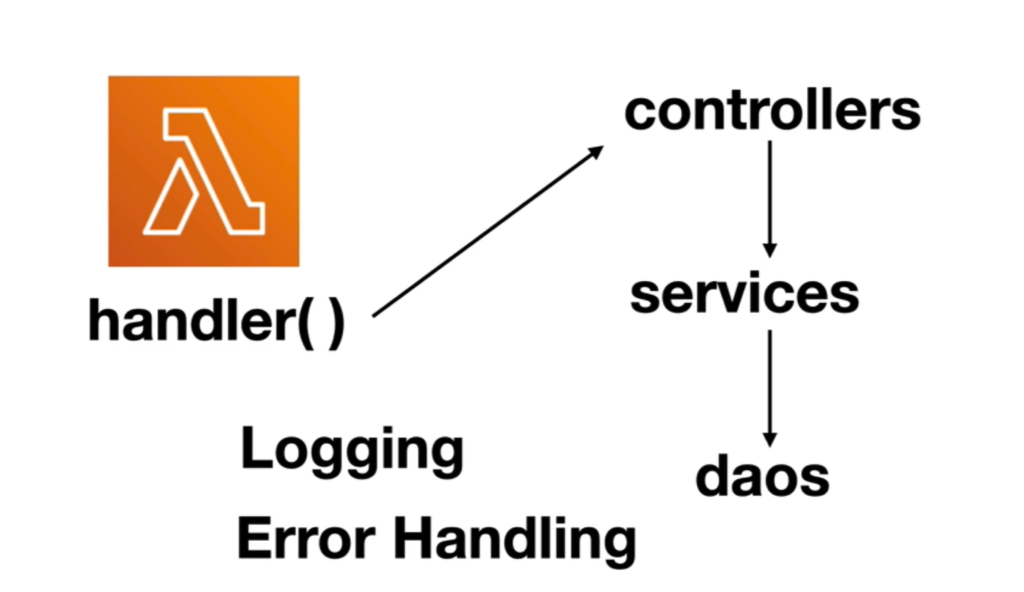 controllers
handler( )
services
Logging
daos
Error Handling